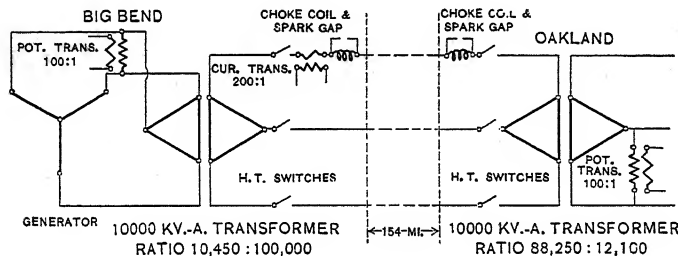 BIG BEND
POT. TRANS.
100:1
CHOKE COIL &
SPARK GAP
CUR. TRANS.
200:1
CHOKE COIL &
SPARK GAP
OAKLAND
H.T. SWITCHES
H.T. SWITCHES
POT.
TRANS.
100:1
GENERATOR
10000 KV.-A. TRANSFORMER
RATIO 10,450 : 100,000
154-MI.
10000 KV.-A. TRANSFORMER
RATIO 88,250 : 12,100